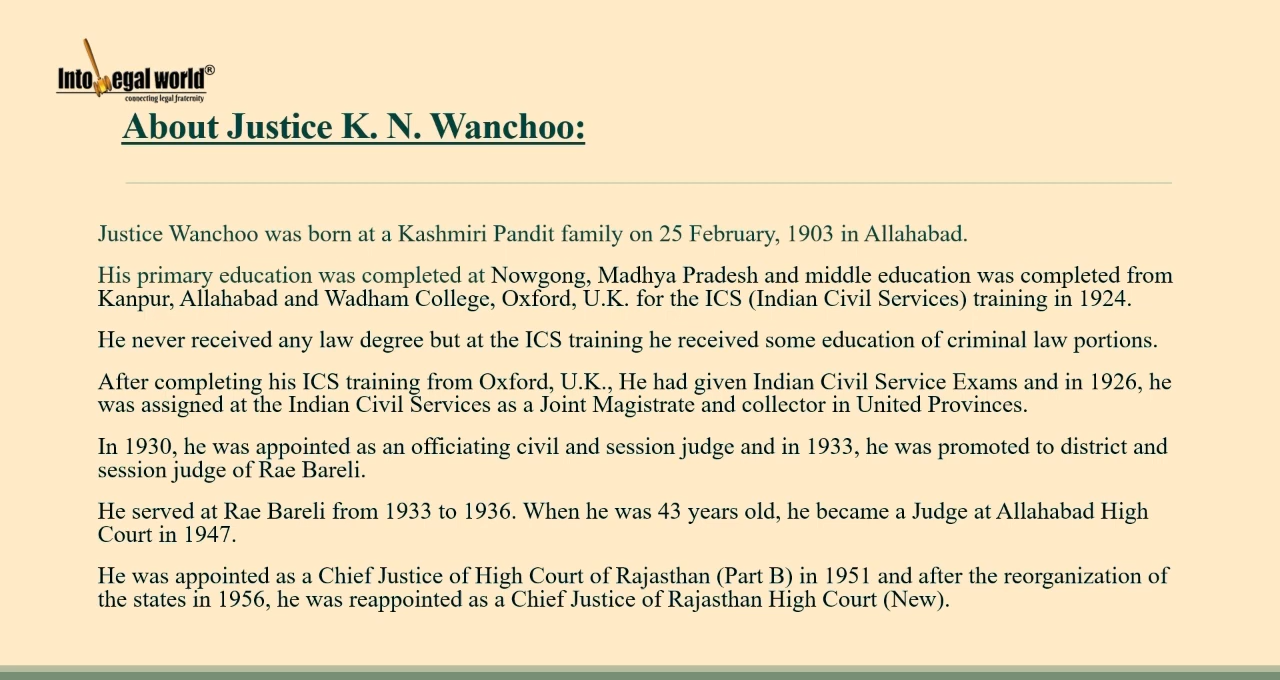 Into Legal world®
connecting legal fraternity
About Justice K. N. Wanchoo:
Justice Wanchoo was born at a Kashmiri Pandit family on 25 February, 1903 in Allahabad.
His primary education was completed at Nowgong, Madhya Pradesh and middle education was completed from
Kanpur, Allahabad and Wadham College, Oxford, U.K. for the ICS (Indian Civil Services) training in 1924.
He never received any law degree but at the ICS training he received some education of criminal law portions.
After completing his ICS training from Oxford, U.K., He had given Indian Civil Service Exams and in 1926, he
was assigned at the Indian Civil Services as a Joint Magistrate and collector in United Provinces.
In 1930, he was appointed as an officiating civil and session judge and in 1933, he was promoted to district and
session judge of Rae Bareli.
He served at Rae Bareli from 1933 to 1936. When he was 43 years old, he became a Judge at Allahabad High
Court in 1947.
He was appointed as a Chief Justice of High Court of Rajasthan (Part B) in 1951 and after the reorganization of
the states in 1956, he was reappointed as a Chief Justice of Rajasthan High Court (New).